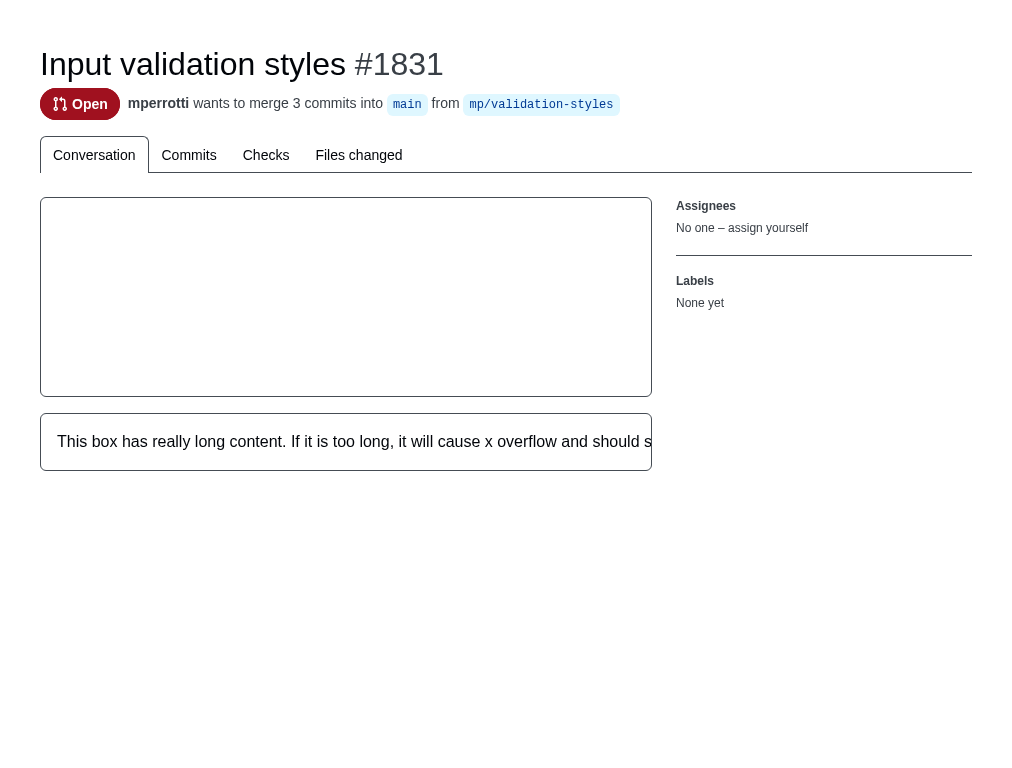 Input validation styles #1831
Open mperrotti wants to merge 3 commits into main from mp/validation-styles
Conversation Commits Checks Files changed
Assignees
No one – assign yourself
Labels
None yet
This box has really long content. If it is too long, it will cause x overflow and should